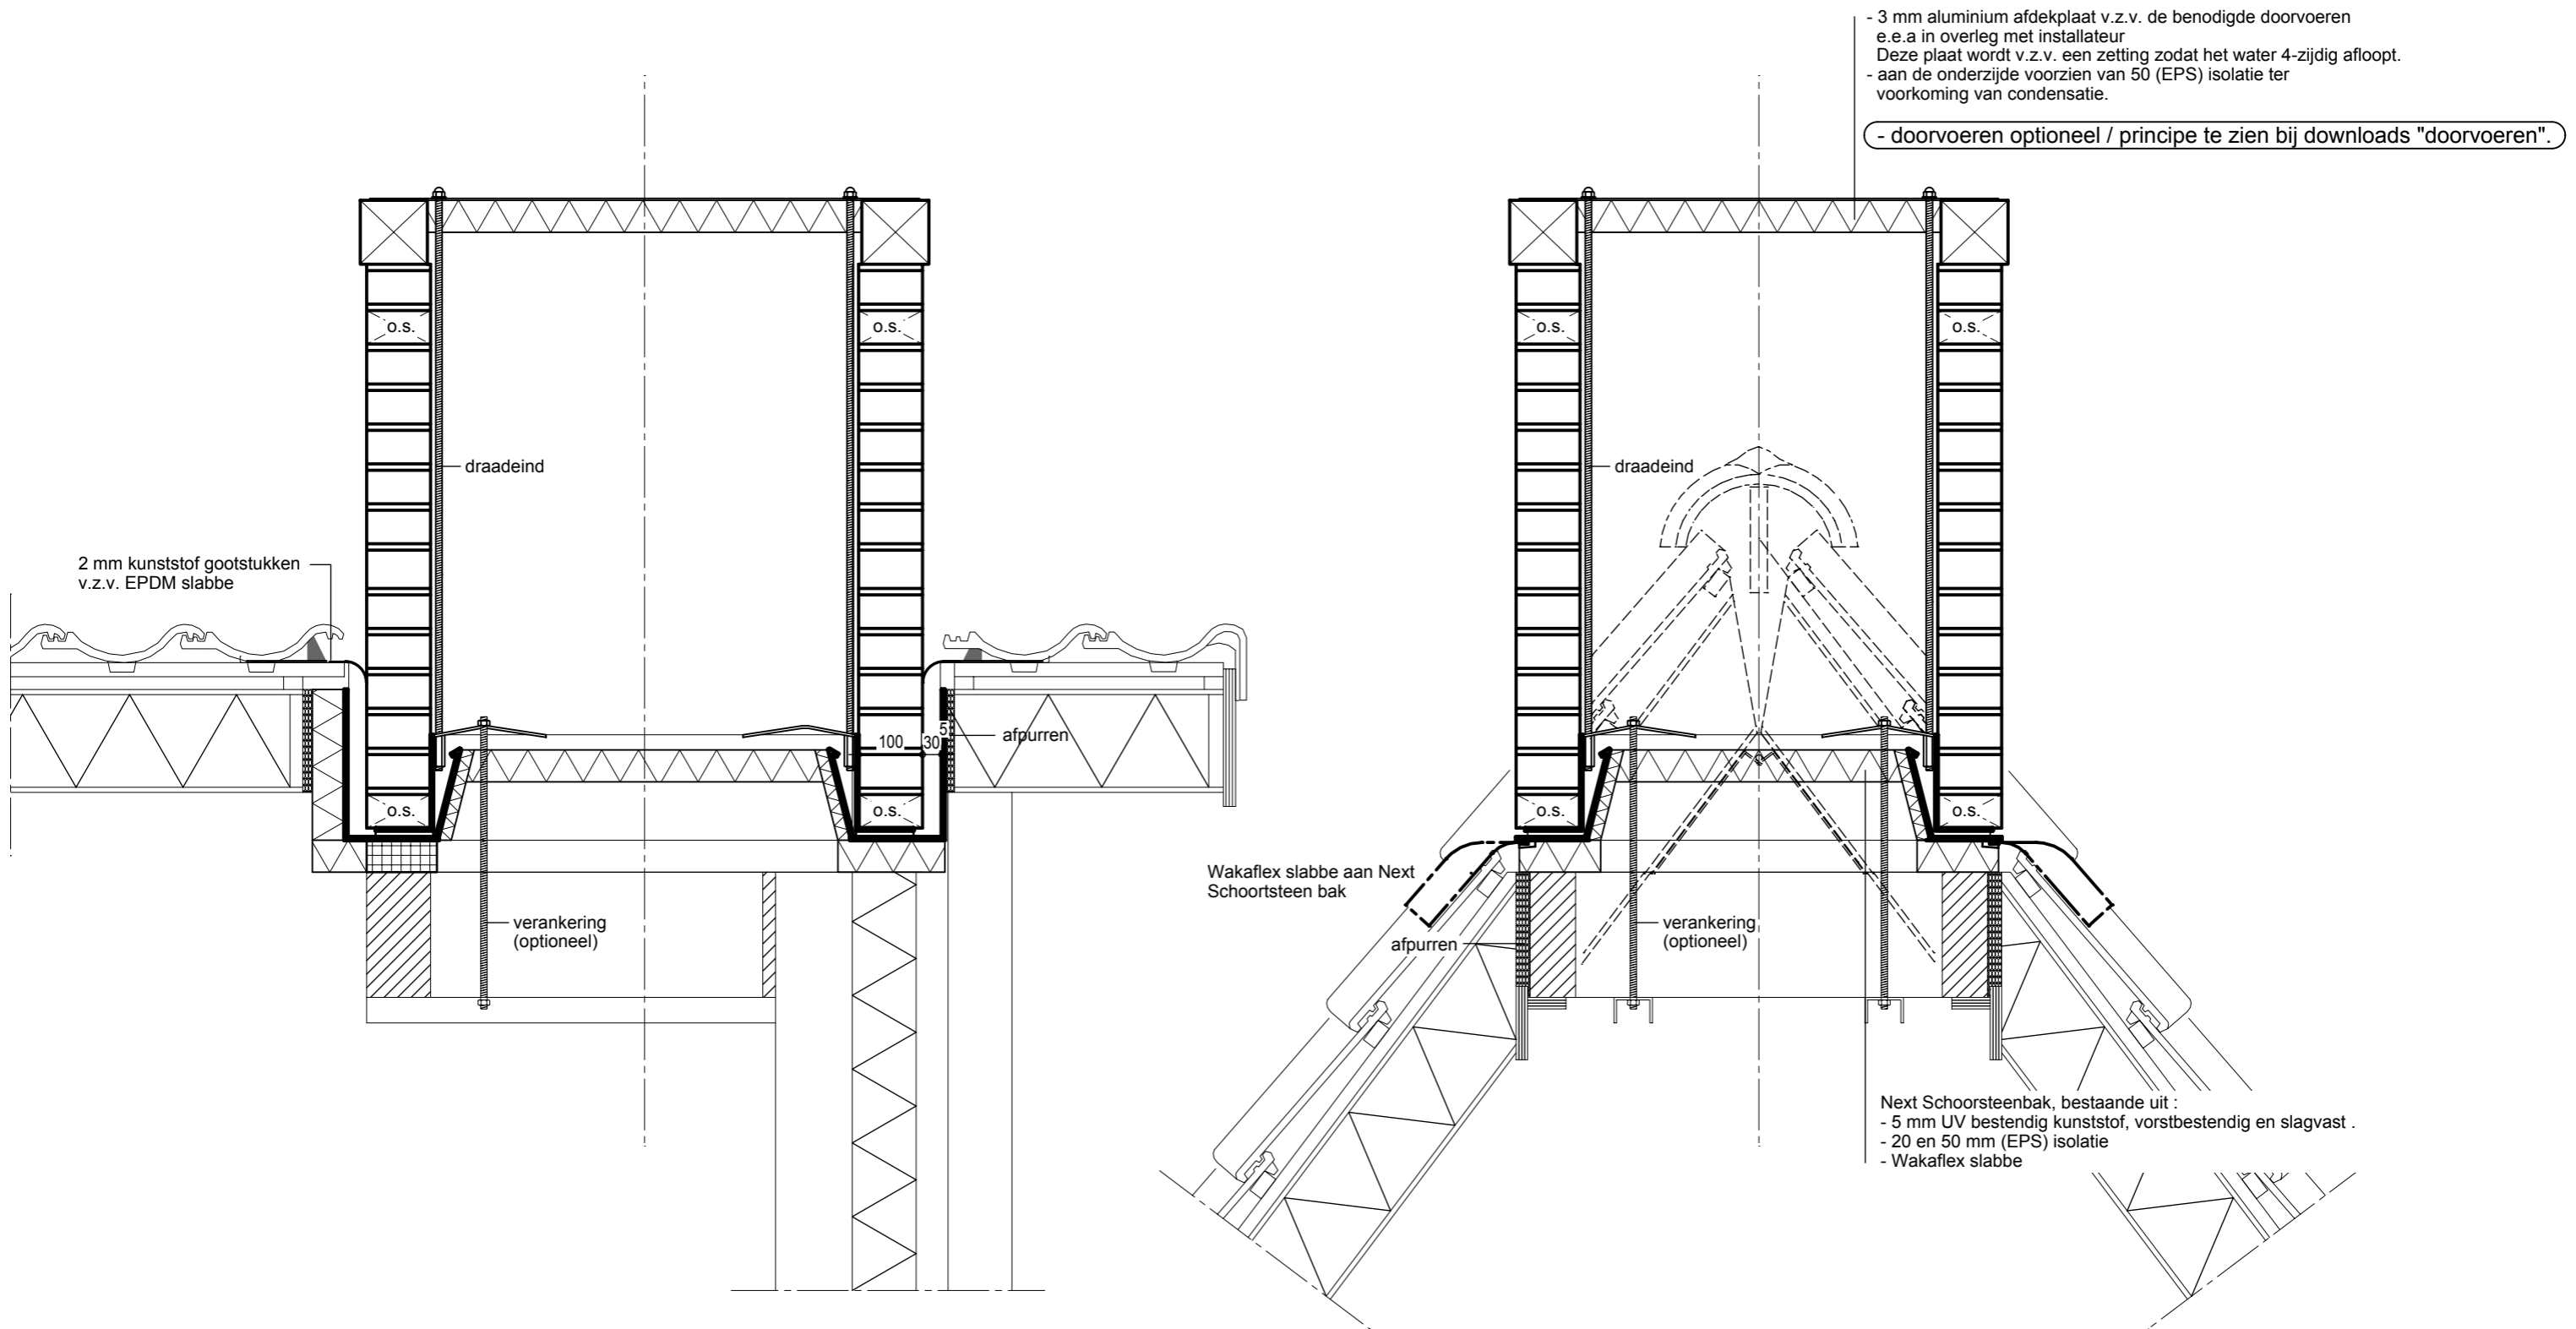 - 3 mm aluminium afdekplaat v.z.v. de benodigde doorvoeren
e.e.a in overleg met installateur
Deze plaat wordt v.z.v. een zetting zodat het water 4-zijdig afloopt.
- aan de onderzijde voorzien van 50 (EPS) isolatie ter
voorkoming van condensatie.
- doorvoeren optioneel / principe te zien bij downloads "doorvoeren".
o.s.
o.s.
draadeind
2 mm kunststof gootstukken
v.z.v. EPDM slabbe
100
30
5
afpurren
o.s.
o.s.
verankering
(optioneel)
o.s.
o.s.
draadeind
o.s.
o.s.
Wakaflex slabbe aan Next
Schoortsteen bak
afpurren
verankering
(optioneel)
Next Schoorsteenbak, bestaande uit :
- 5 mm UV bestendig kunststof, vorstbestendig en slagvast .
- 20 en 50 mm (EPS) isolatie
- Wakaflex slabbe